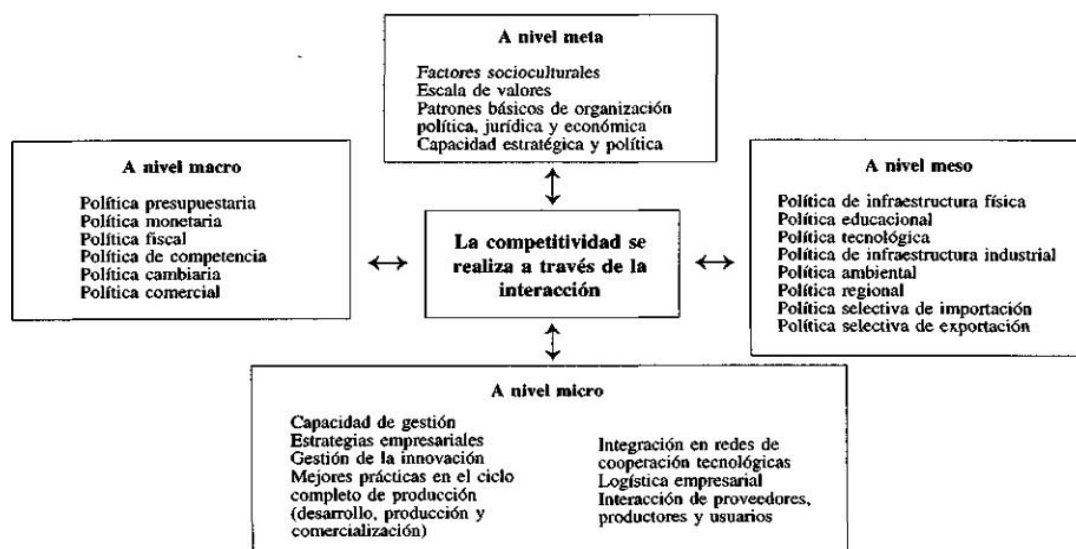 A nivel meta
Factores socioculturales
Escala de valores
Patrones básicos de organización
política, jurídica y económica
Capacidad estratégica y política
A nivel macro
Política presupuestaria
Política monetaria
Política fiscal
Política de competencia
Política cambiaria
Política comercial
La competitividad se
realiza a través de la
interacción
A nivel meso
Política de infraestructura física
Política educacional
Política tecnológica
Política de infraestructura industrial
Política ambiental
Política regional
Política selectiva de importación
Política selectiva de exportación
A nivel micro
Capacidad de gestión
Estrategias empresariales
Gestión de la innovación
Mejores prácticas en el ciclo
completo de producción
(desarrollo, producción y
comercialización)
Integración en redes de
cooperación tecnológicas
Logística empresarial
Interacción de proveedores,
productores y usuarios